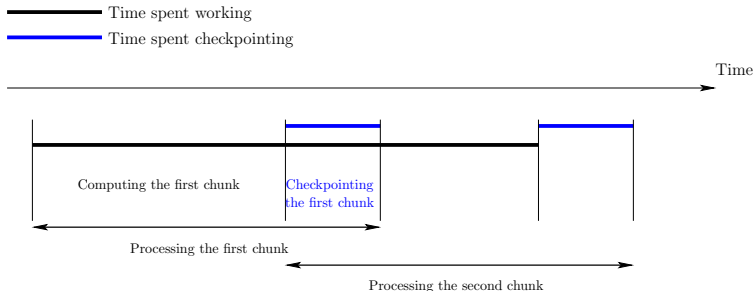 Time spent working
Time spent checkpointing
Time
Computing the first chunk
Checkpointing
the first chunk
Processing the first chunk
Processing the second chunk